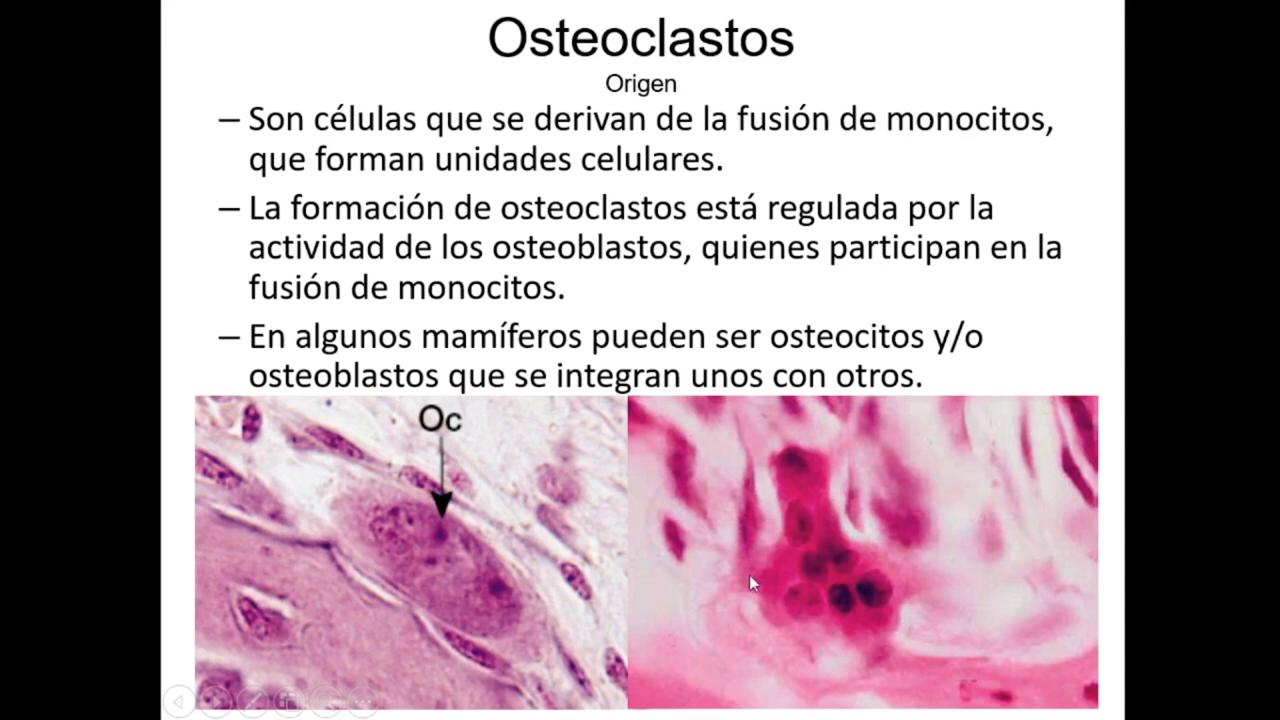 Osteoclastos
Origen
– Son células que se derivan de la fusión de monocitos,
que forman unidades celulares.
– La formación de osteoclastos está regulada por la
actividad de los osteoblastos, quienes participan en la
fusión de monocitos.
– En algunos mamíferos pueden ser osteocitos y/o
osteoblastos que se integran unos con otros.
Oc